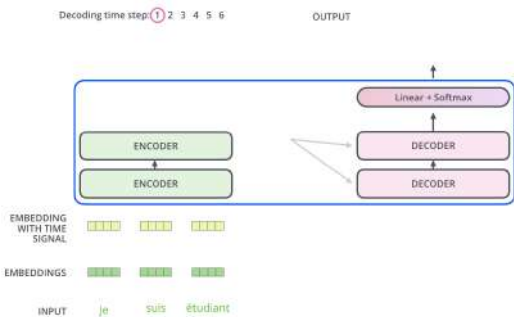 Decoding time step: 1 2 3 4 5 6
OUTPUT
Linear + Softmax
ENCODER
DECODER
ENCODER
DECODER
EMBEDDING
WITH TIME
SIGNAL
EMBEDDINGS
INPUT
je
suis
étudiant